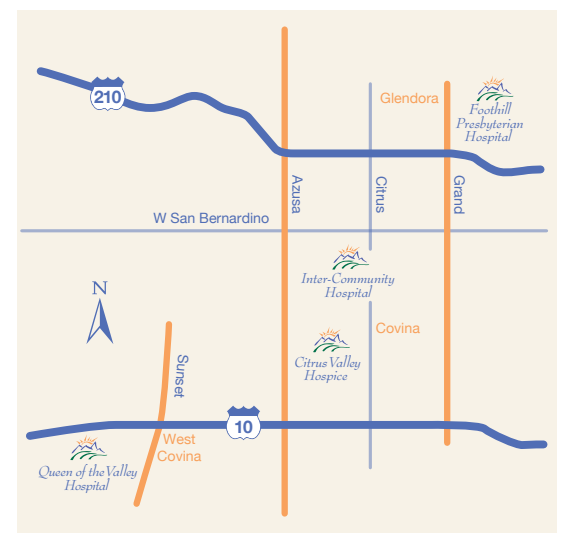 210
Glendora
Foothill
Presbyterian
Hospital
Azusa
Citrus
Grand
W San Bernardino
Inter-Community
Hospital
N
Covina
Citrus Valley
Hospice
Sunset
10
West
Covina
Queen of the Valley
Hospital